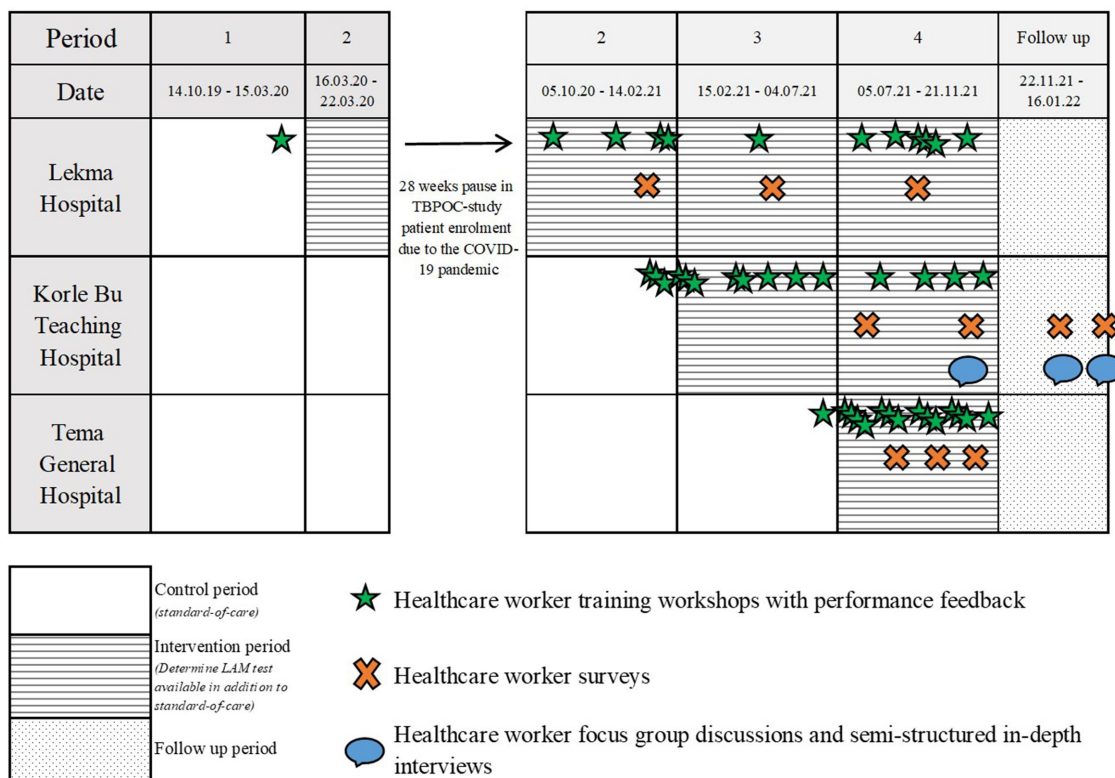 Period
1
2
2
3
4
Follow up
Date
14.10.19 - 15.03.20
16.03.20 -
22.03.20
05.10.20 - 14.02.21
15.02.21 - 04.07.21
05.07.21 - 21.11.21
22.11.21 -
16.01.22
Lekma
Hospital
28 weeks pause in
TBPOC-study
patient enrolment
due to the COVID-
19 pandemic
Korle Bu
Teaching
Hospital
Tema
General
Hospital
Control period
(standard-of-care)
Intervention period
(Determine LAM test
available in addition to
standard-of-care)
Follow up period
Healthcare worker training workshops with performance feedback
Healthcare worker surveys
Healthcare worker focus group discussions and semi-structured in-depth
interviews